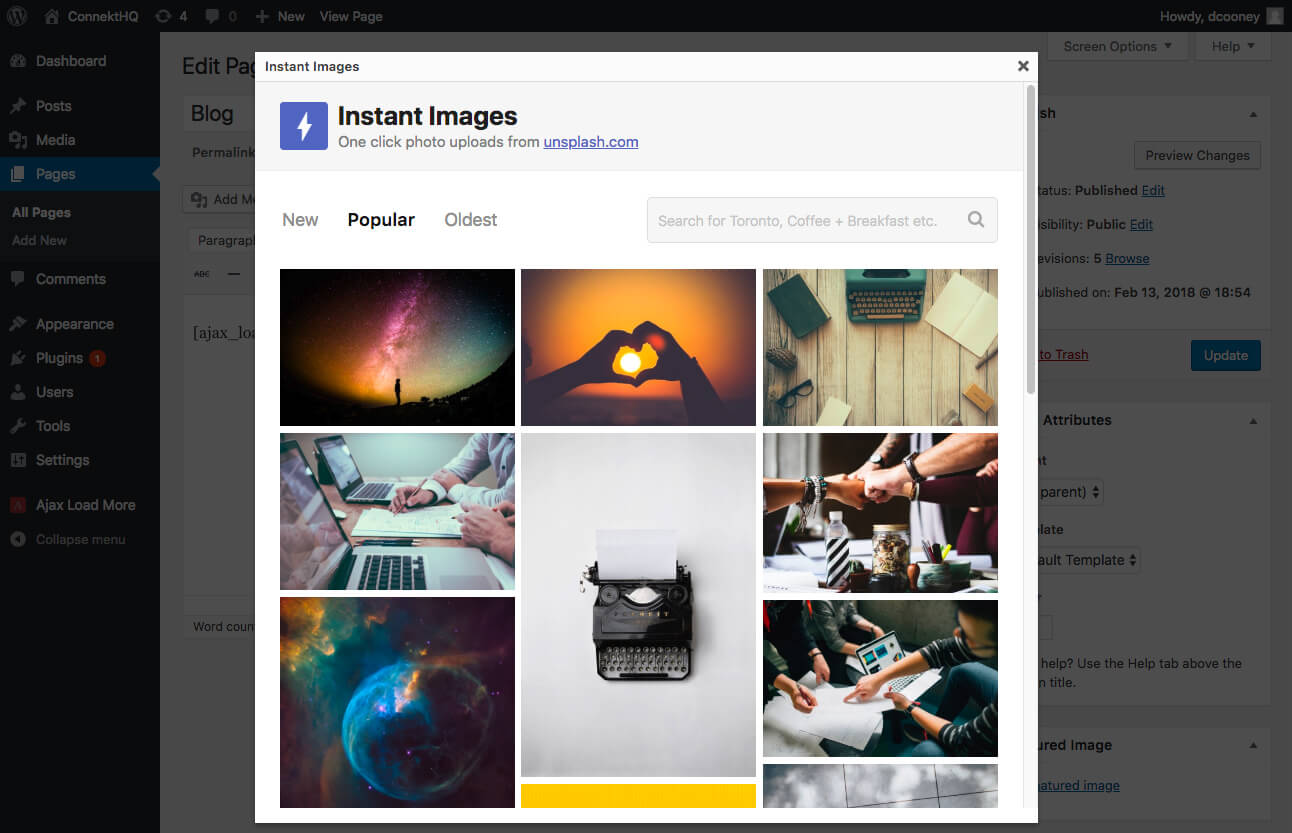 ConnektHQ 4 0 New View Page Howdy, dcooney
Dashboard
Posts
Media
Pages
All Pages
Add New
Comments
Appearance
Plugins 1
Users
Tools
Settings
Ajax Load More
Collapse menu
Edit
Screen Options Help
Blog
Permalink
Add
Paragraph
ABC
[ajax_loa
Word coun
Instant Images
Instant Images
One click photo uploads from unsplash.com
New Popular Oldest
Search for Toronto, Coffee + Breakfast etc.
sh
Preview Changes
tatus: Published Edit
isibility: Public Edit
evisions: 5 Browse
ublished on: Feb 13, 2018 @ 18:54
to Trash
Update
Attributes
nt
parent)
late
ault Template
help? Use the Help tab above the
n title.
ured Image
eatured image